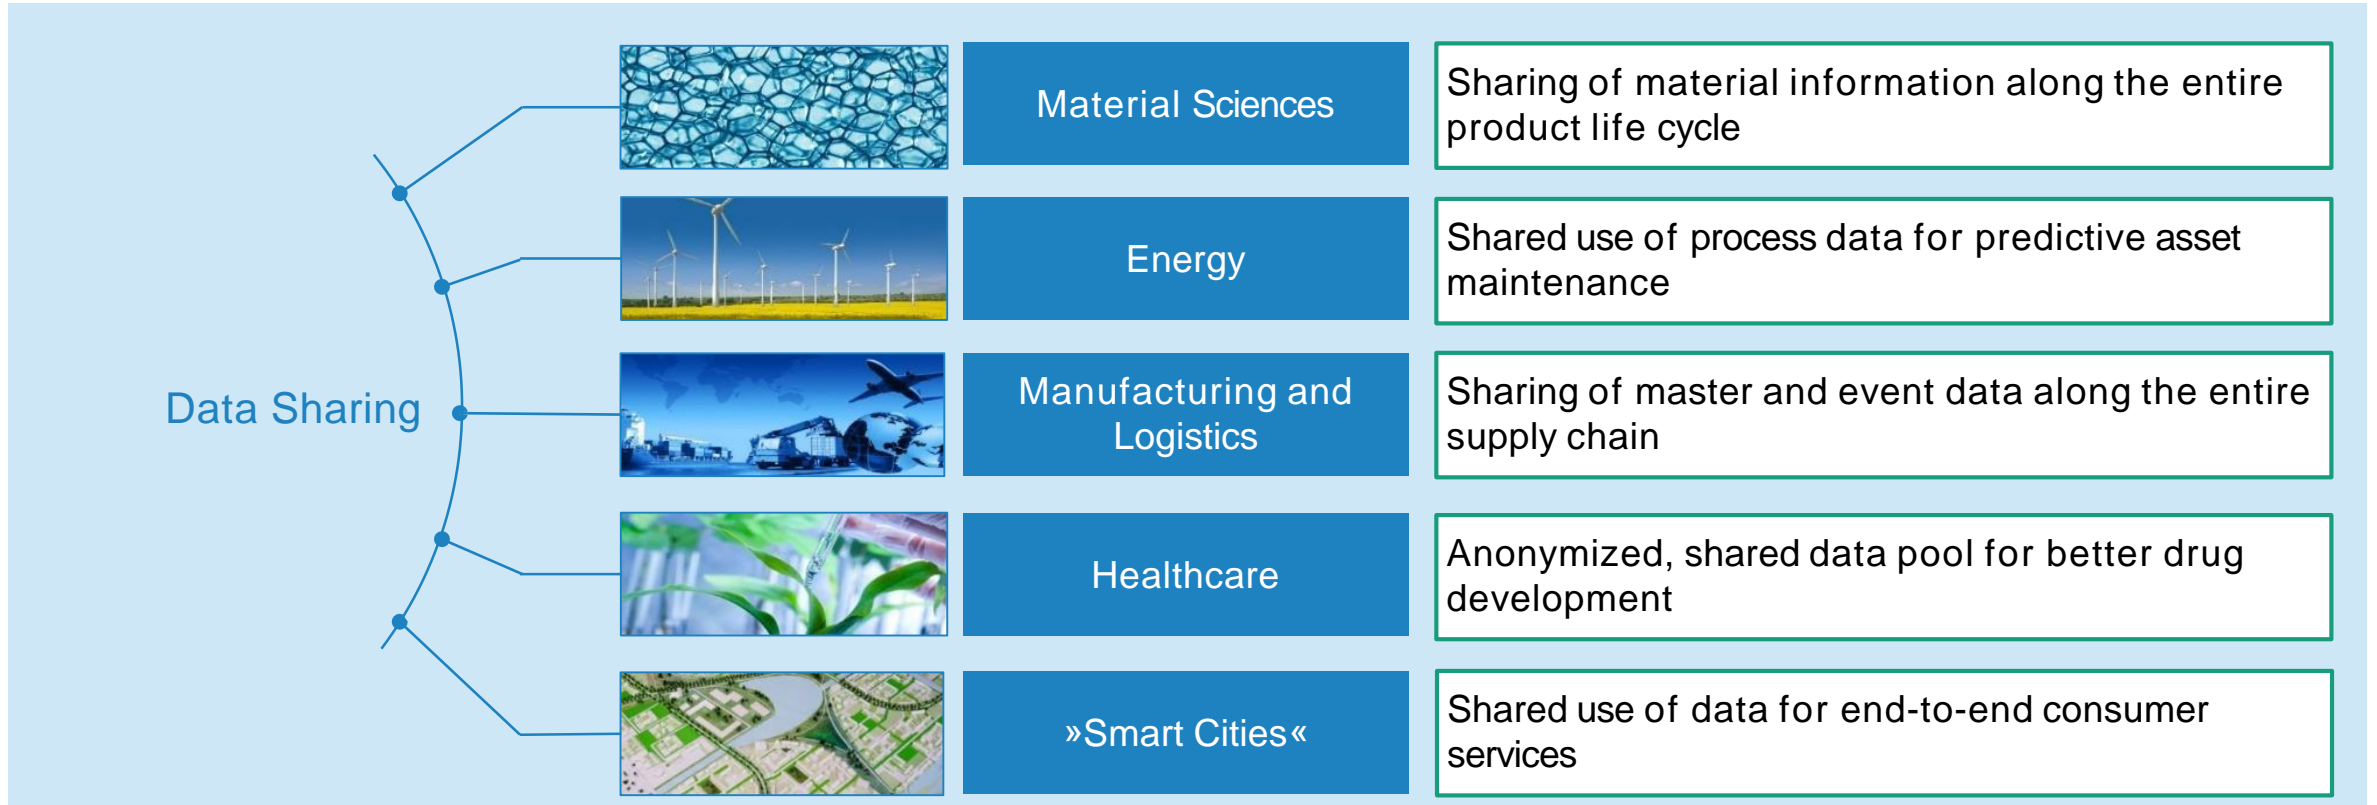 Data Sharing
Material Sciences
Sharing of material information along the entire
product life cycle
Energy
Shared use of process data for predictive asset
maintenance
Manufacturing and
Logistics
Sharing of master and event data along the entire
supply chain
Healthcare
Anonymized, shared data pool for better drug
development
»Smart Cities«
Shared use of data for end-to-end consumer
services